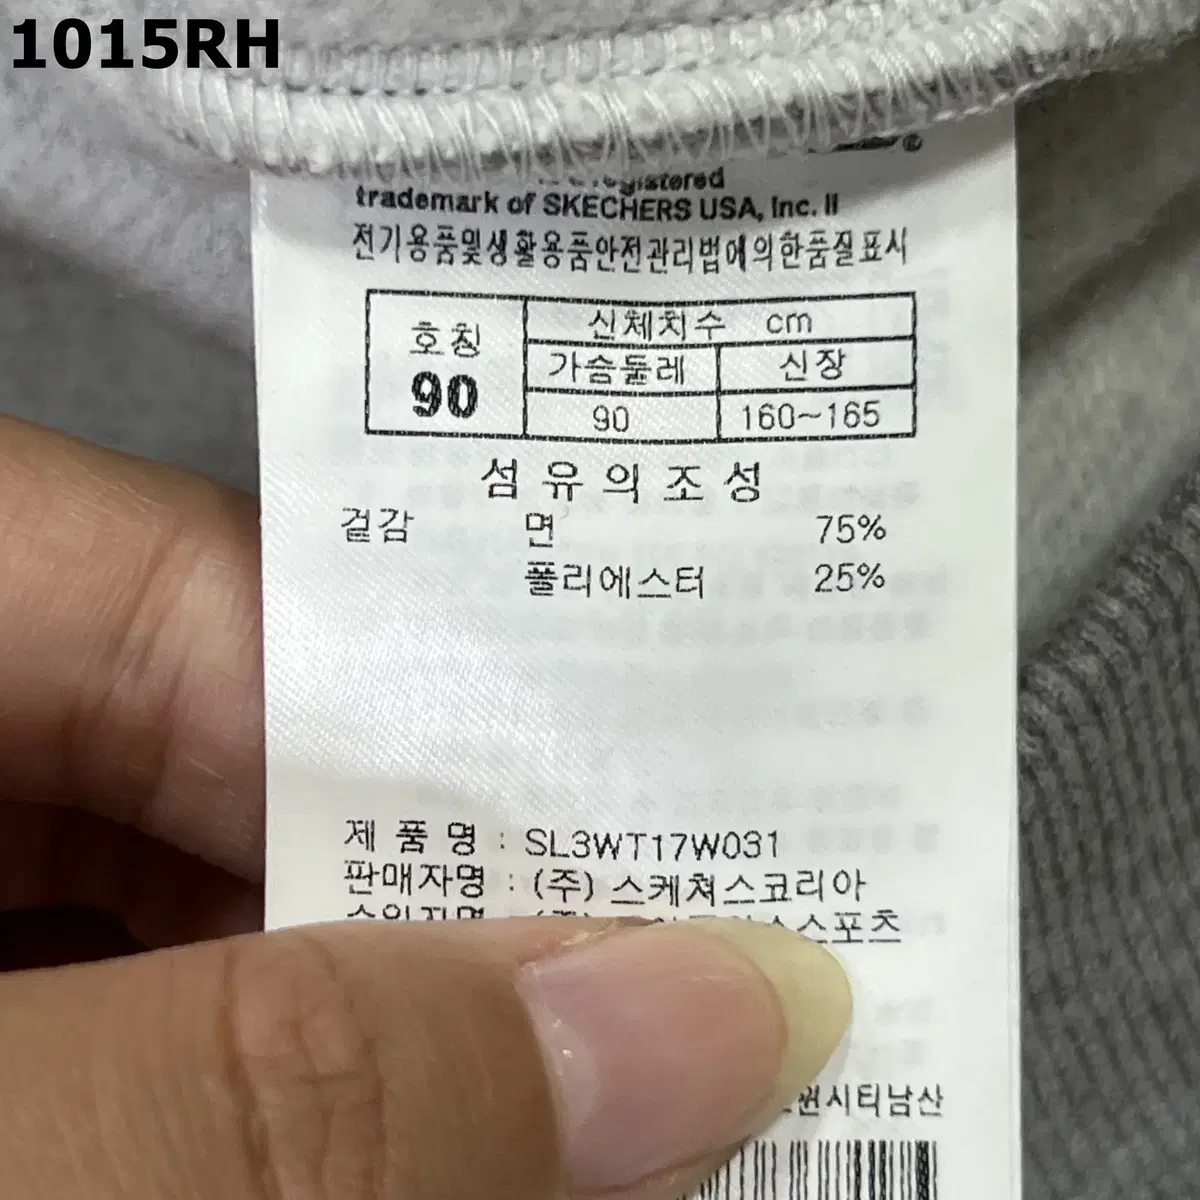 1015RH
registered
trademark of SKECHERS USA, Inc. II
전기용품및생활용품안전관리법에의한품질표시
호칭
90
신체치수 cm
가슴둘레 신장
90 160~165
섬유의조성
겉감 면 75%
폴리에스터 25%
제 품 명 : SL3WT17W031
판매자명 : (주) 스케쳐스코리아
스포츠
원시티남산